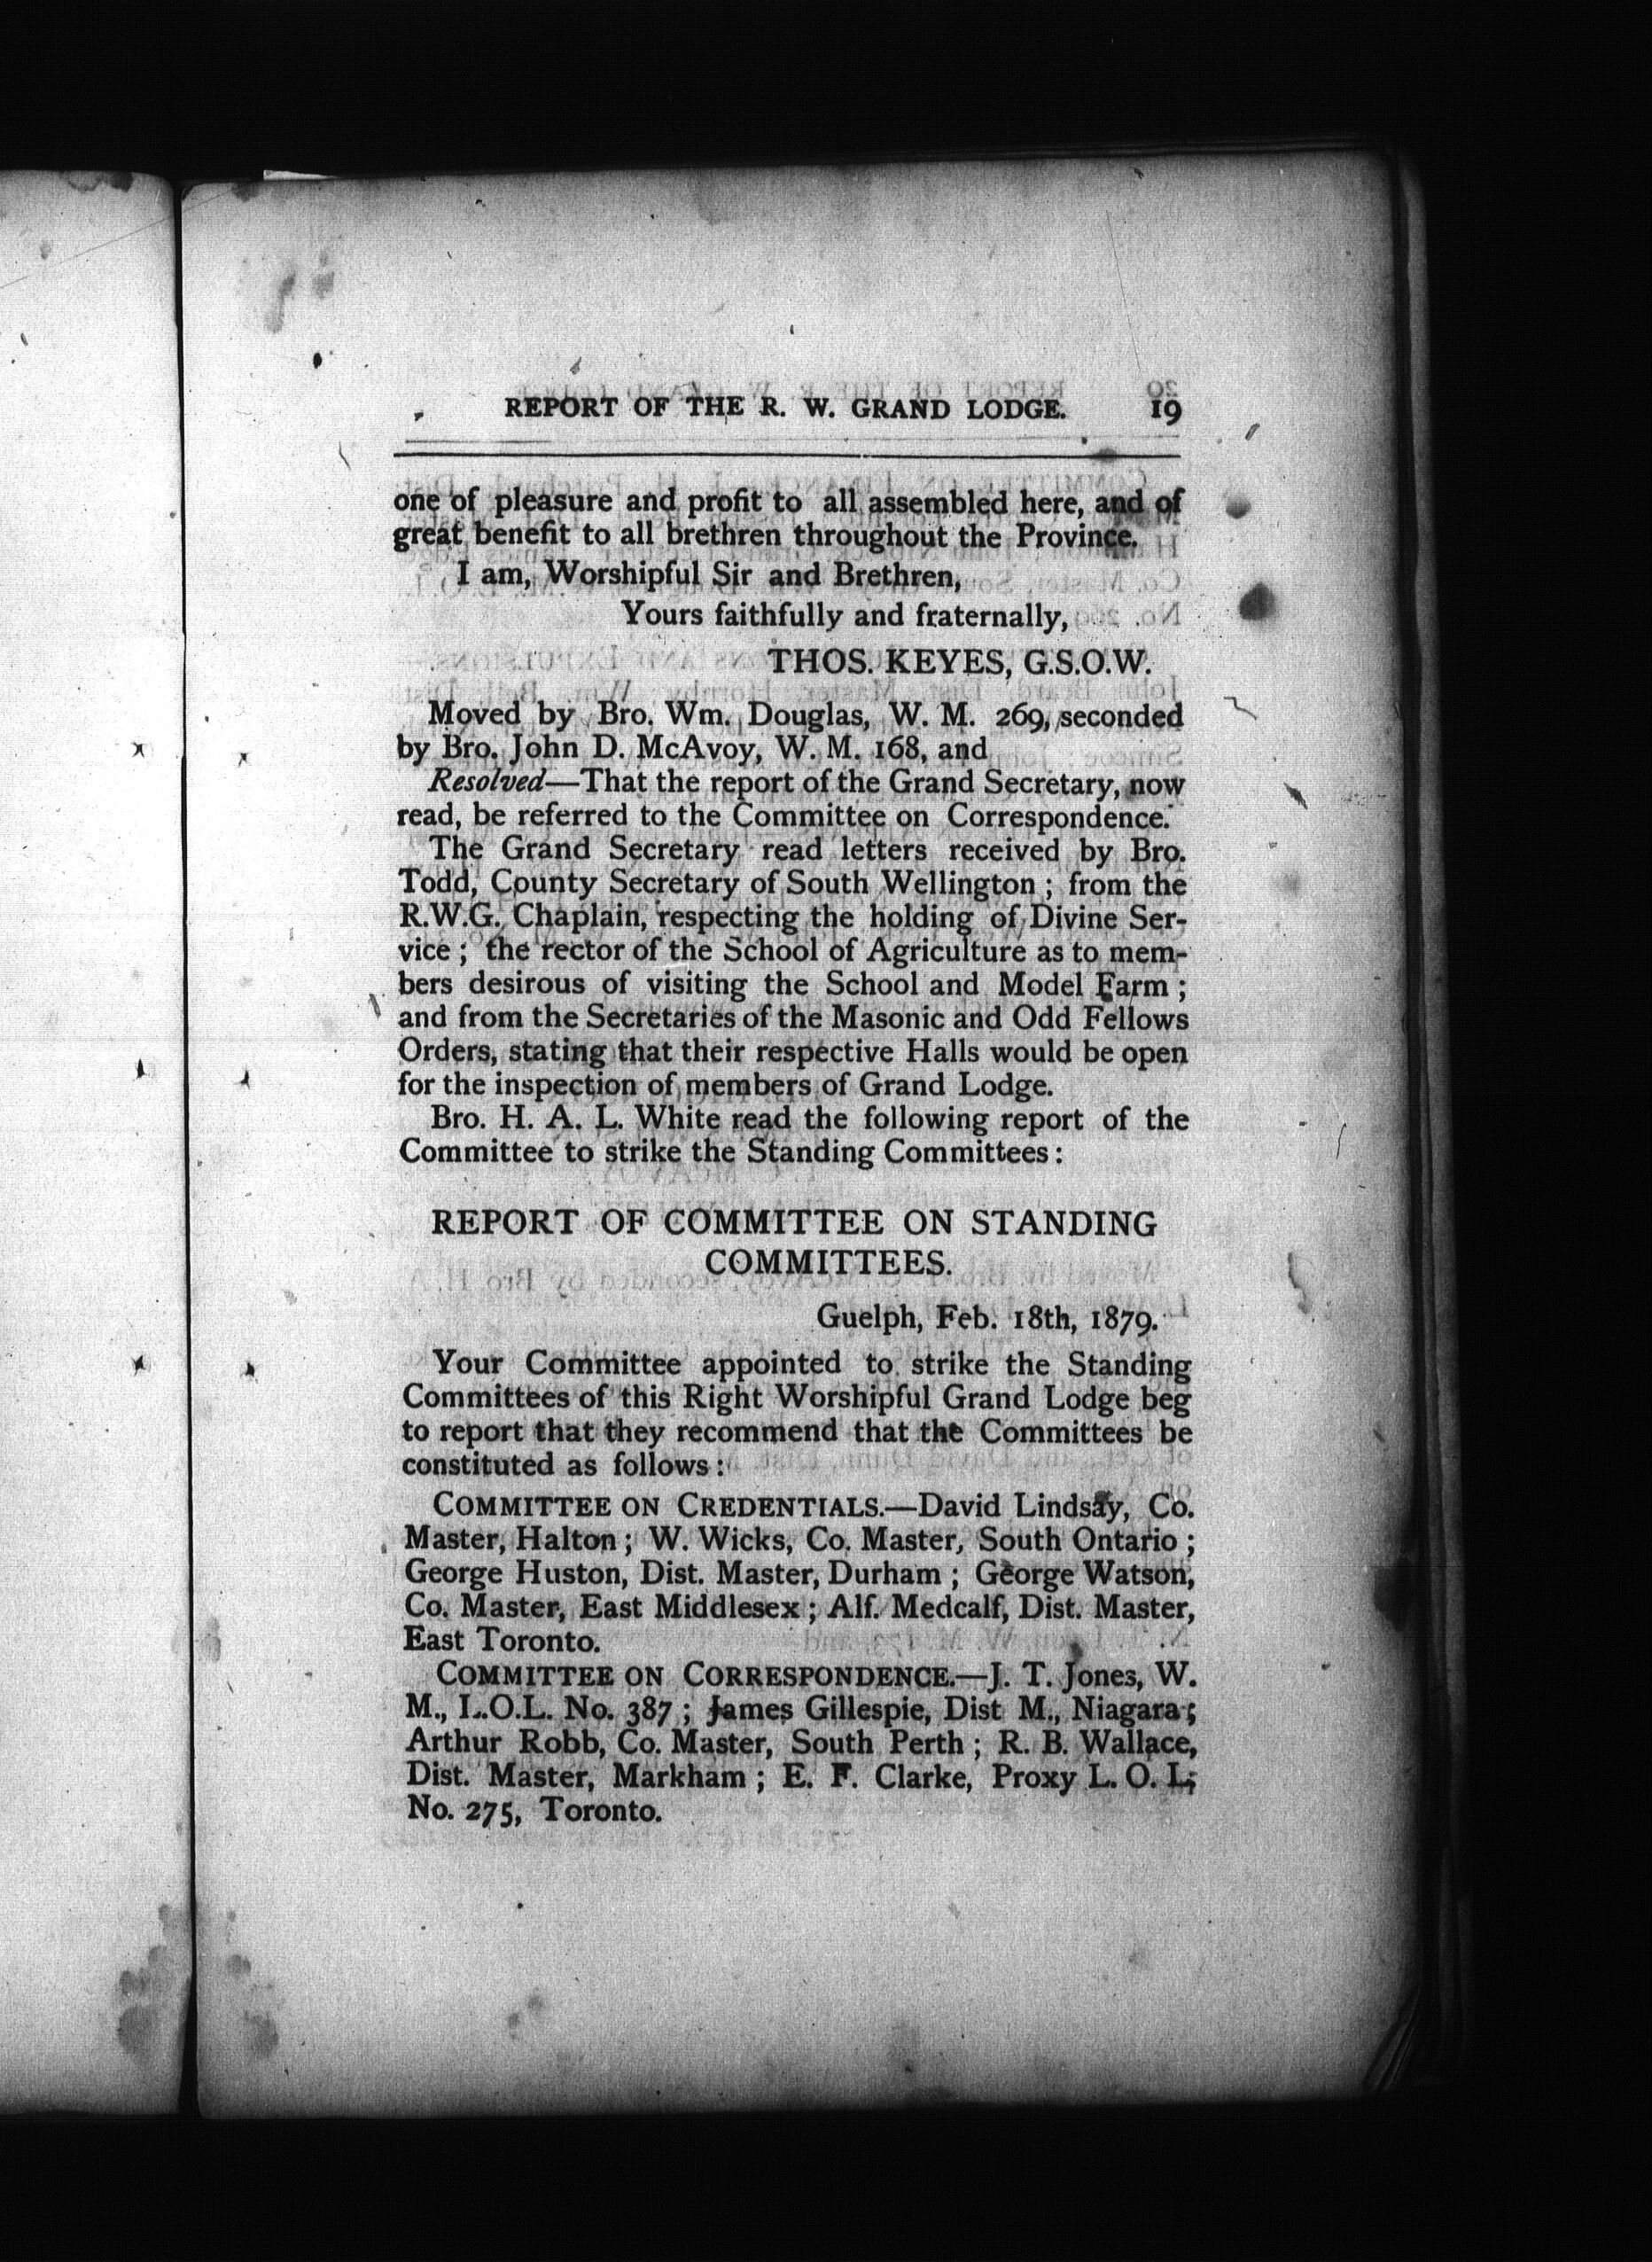 REPORT OF THE R. W. GRAND LODGE. 19
one of pleasure and profit to all assembled here, and of
great benefit to all brethren throughout the Province.
I am, Worshipful Sir and Brethren,
Yours faithfully and fraternally,
THOS. KEYES, G.S.O.W.
Moved by Bro. Wm. Douglas, W. M. 269, seconded
by Bro. John D. McAvoy, W. M. 168, and
Resolved—That the report of the Grand Secretary, now
read, be referred to the Committee on Correspondence.
The Grand Secretary read letters received by Bro.
Todd, County Secretary of South Wellington ; from the
R.W.G. Chaplain, respecting the holding of Divine Ser-
vice ; the rector of the School of Agriculture as to mem-
bers desirous of visiting the School and Model Farm ;
and from the Secretaries of the Masonic and Odd Fellows
Orders, stating that their respective Halls would be open
for the inspection of members of Grand Lodge.
Bro. H. A. L. White read the following report of the
Committee to strike the Standing Committees :
REPORT OF COMMITTEE ON STANDING
COMMITTEES.
Guelph, Feb. 18th, 1879.
Your Committee appointed to strike the Standing
Committees of this Right Worshipful Grand Lodge beg
to report that they recommend that the Committees be
constituted as follows :
COMMITTEE ON CREDENTIALS.—David Lindsay, Co.
Master, Halton ; W. Wicks, Co. Master, South Ontario ;
George Huston, Dist. Master, Durham ; George Watson,
Co. Master, East Middlesex ; Alf. Medcalf, Dist. Master,
East Toronto.
COMMITTEE ON CORRESPONDENCE.—J. T. Jones, W.
M., L.O.L. No. 387 ; James Gillespie, Dist M., Niagara ;
Arthur Robb, Co. Master, South Perth ; R. B. Wallace,
Dist. Master, Markham ; E. F. Clarke, Proxy L. O. L;
No. 275, Toronto.